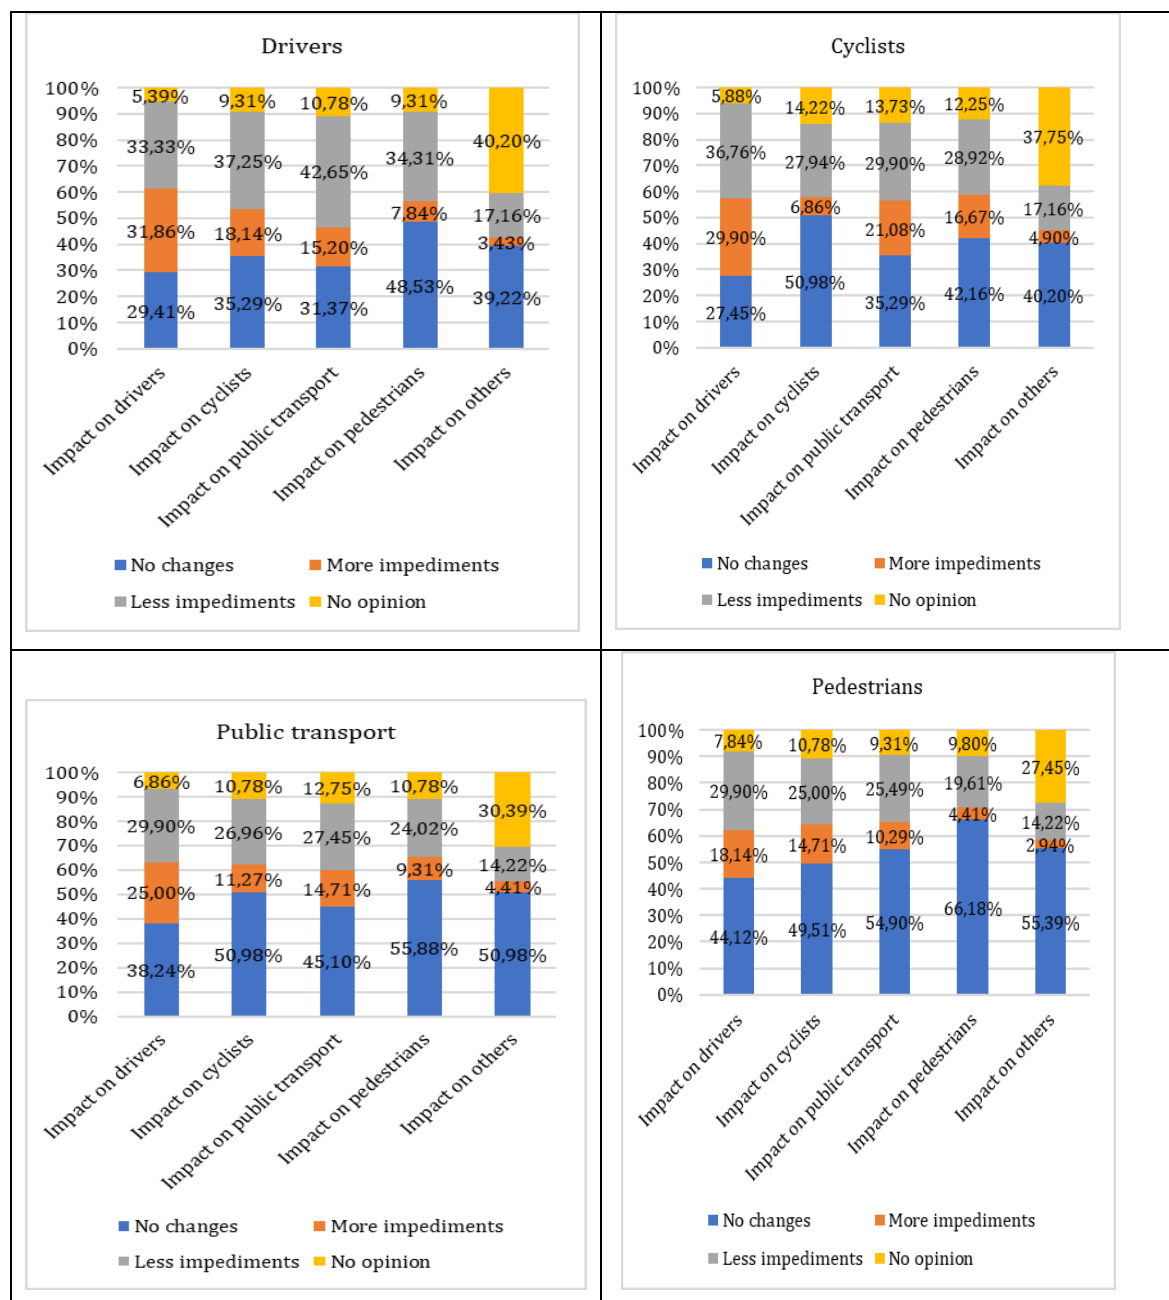 Drivers
100%
90%
80%
70%
60%
50%
40%
30%
20%
10%
0%
5,39% 9,31% 10,78% 9,31% 40,20%
33,33% 37,25% 42,65% 34,31% 17,16%
31,86% 18,14% 15,20% 7,84% 3,43%
29,41% 35,29% 31,37% 48,53% 39,22%
Impact on drivers
Impact on cyclists
Impact on public transport
Impact on pedestrians
Impact on others
No changes More impediments
Less impediments No opinion
Cyclists
100%
90%
80%
70%
60%
50%
40%
30%
20%
10%
0%
5,88% 14,22% 13,73% 12,25% 37,75%
36,76% 27,94% 29,90% 28,92% 17,16%
29,90% 6,86% 21,08% 16,67% 4,90%
27,45% 50,98% 35,29% 42,16% 40,20%
Impact on drivers
Impact on cyclists
Impact on public transport
Impact on pedestrians
Impact on others
No changes More impediments
Less impediments No opinion
Public transport
100%
90%
80%
70%
60%
50%
40%
30%
20%
10%
0%
6,86% 10,78% 12,75% 10,78% 30,39%
29,90% 26,96% 27,45% 24,02% 14,22%
25,00% 11,27% 14,71% 9,31% 4,41%
38,24% 50,98% 45,10% 55,88% 50,98%
Impact on drivers
Impact on cyclists
Impact on public transport
Impact on pedestrians
Impact on others
No changes More impediments
Less impediments No opinion
Pedestrians
100%
90%
80%
70%
60%
50%
40%
30%
20%
10%
0%
7,84% 10,78% 9,31% 9,80% 27,45%
29,90% 25,00% 25,49% 19,61% 14,22%
18,14% 14,71% 10,29% 4,41% 2,94%
44,12% 49,51% 54,90% 66,18% 55,39%
Impact on drivers
Impact on cyclists
Impact on public transport
Impact on pedestrians
Impact on others
No changes More impediments
Less impediments No opinion